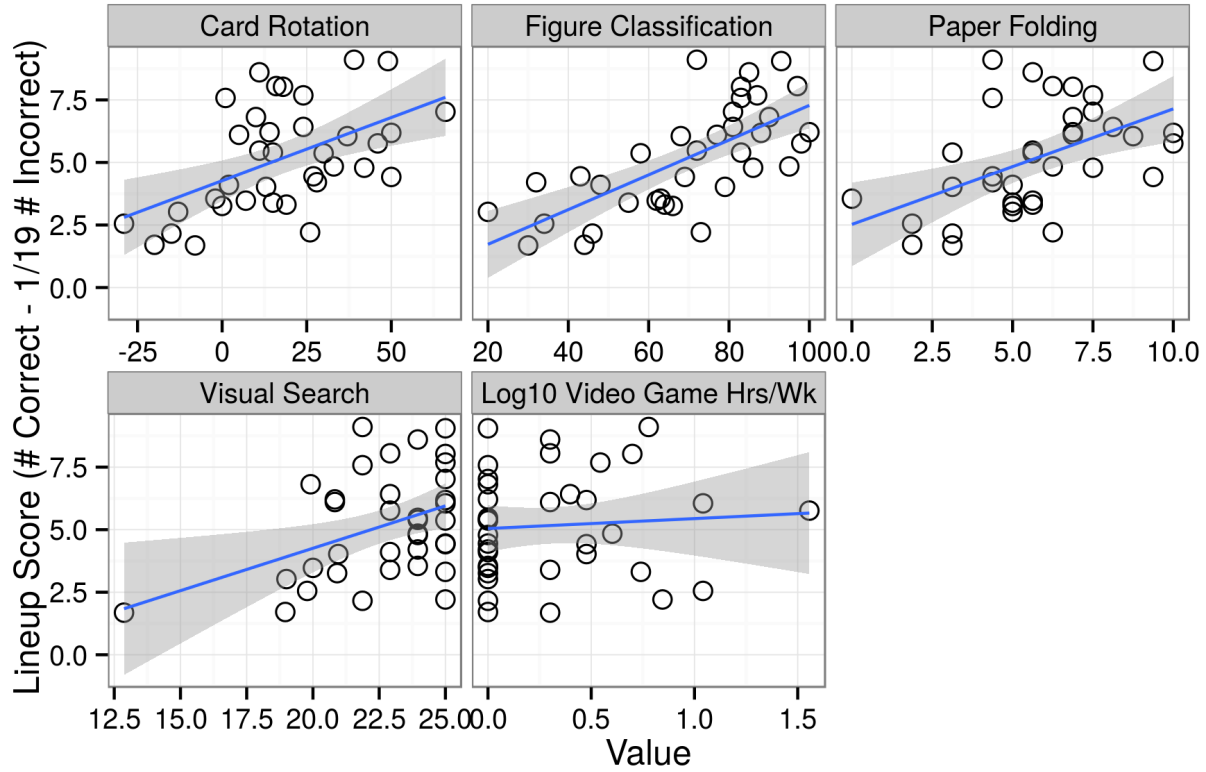 Lineup Score (# Correct - 1/19 # Incorrect)
Card Rotation
Figure Classification
Paper Folding
7.5
5.0
2.5
0.0
-25 0 25 50
20 40 60 80 100
0.0 2.5 5.0 7.5 10.0
Visual Search
Log10 Video Game Hrs/Wk
7.5
5.0
2.5
0.0
12.5 15.0 17.5 20.0 22.5 25.0
0.0 0.5 1.0 1.5
Value